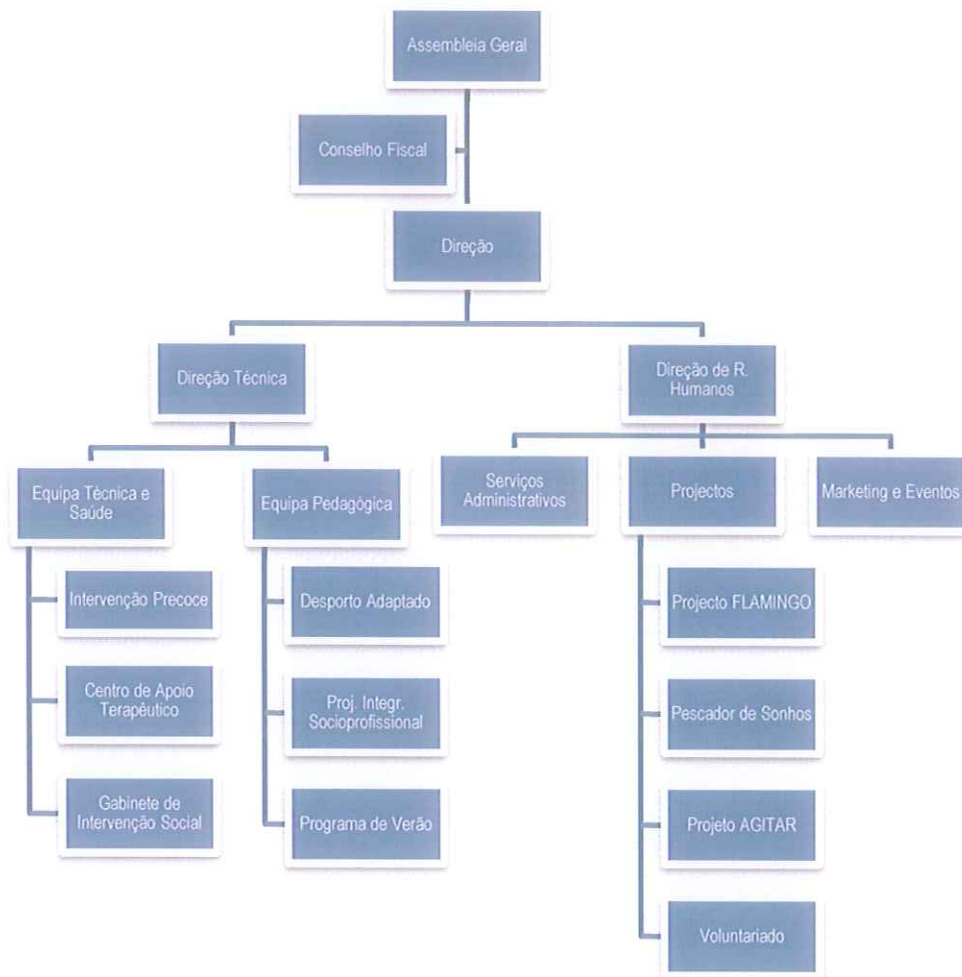 Assembleia Geral
Conselho Fiscal
Direção
Direção Técnica
Direção de R.
Humanos
Equipa Técnica e
Saúde
Equipa Pedagógica
Serviços
Administrativos
Projectos
Marketing e Eventos
Intervenção Precoce
Centro de Apoio
Terapêutico
Gabinete de
Intervenção Social
Desporto Adaptado
Proj. Integr.
Socioprofissional
Programa de Verão
Projecto FLAMINGO
Pescador de Sonhos
Projeto AGITAR
Voluntariado